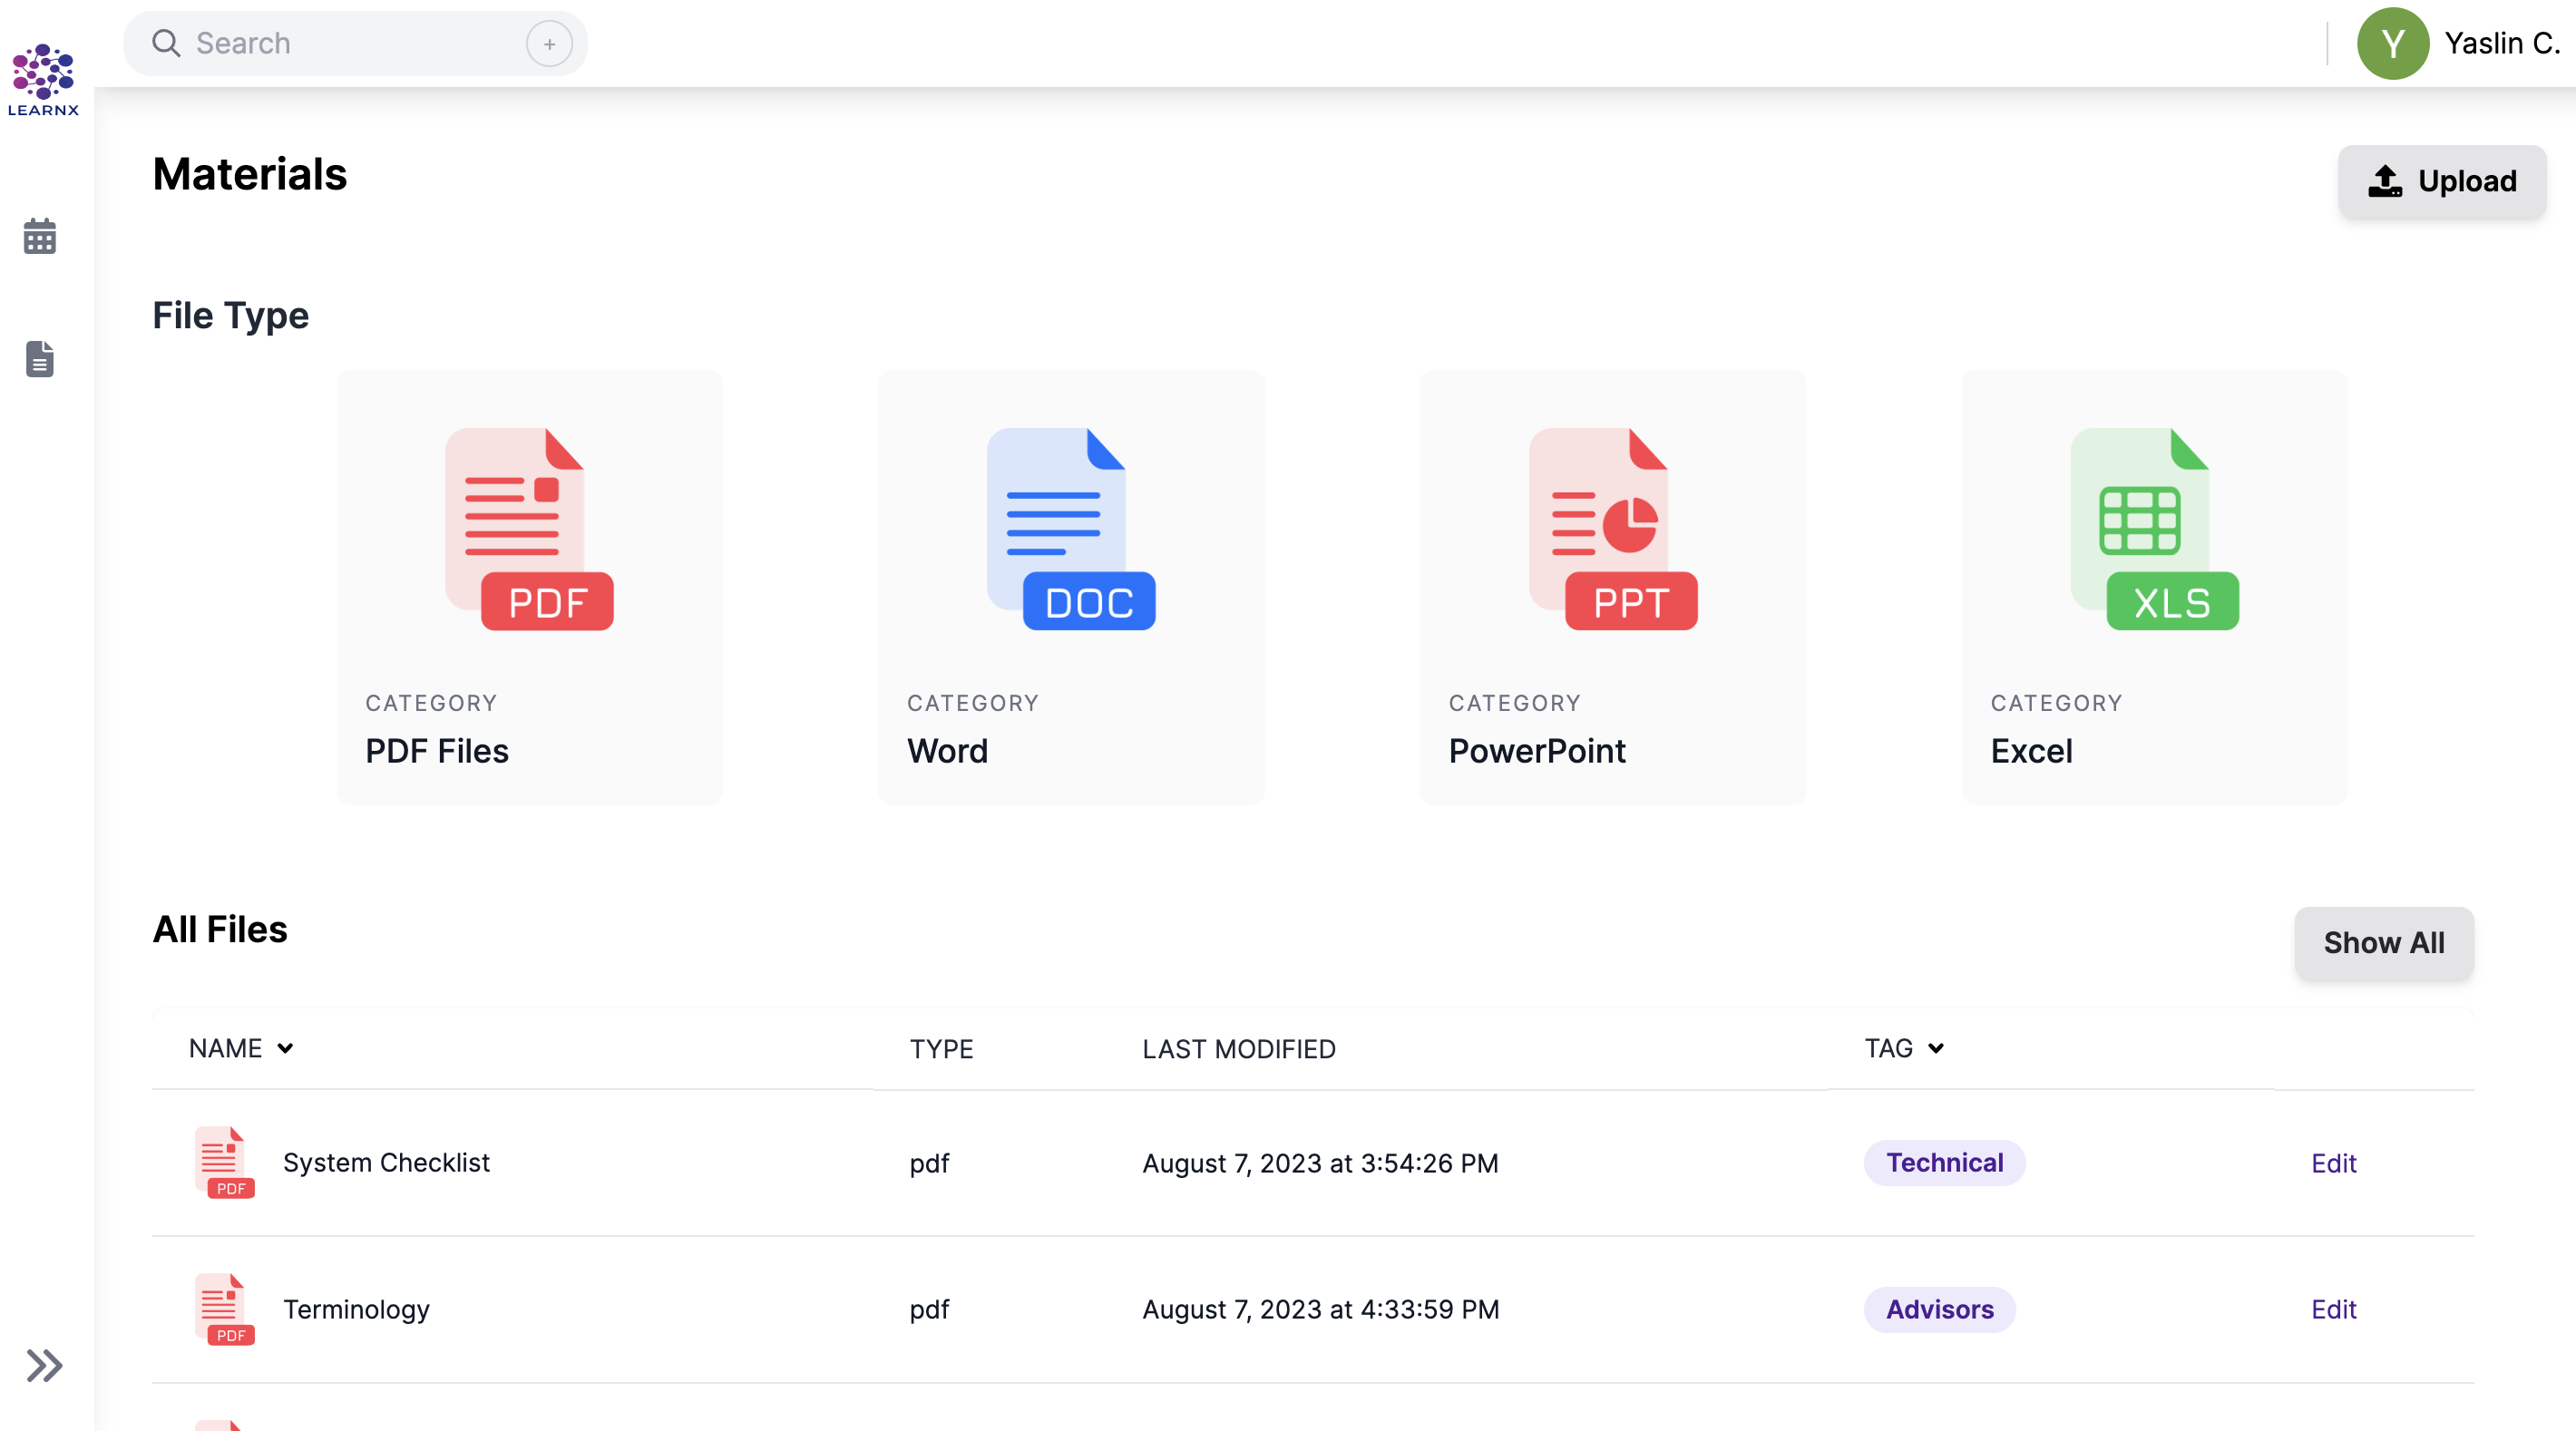 Search
+
Y
Yaslin C.
LEARNX
Materials
Upload
File Type
PDF
DOC
PPT
XLS
CATEGORY
PDF Files
CATEGORY
Word
CATEGORY
PowerPoint
CATEGORY
Excel
All Files
Show All
NAME TYPE LAST MODIFIED TAG
PDF System Checklist pdf August 7, 2023 at 3:54:26 PM Technical Edit
PDF Terminology pdf August 7, 2023 at 4:33:59 PM Advisors Edit